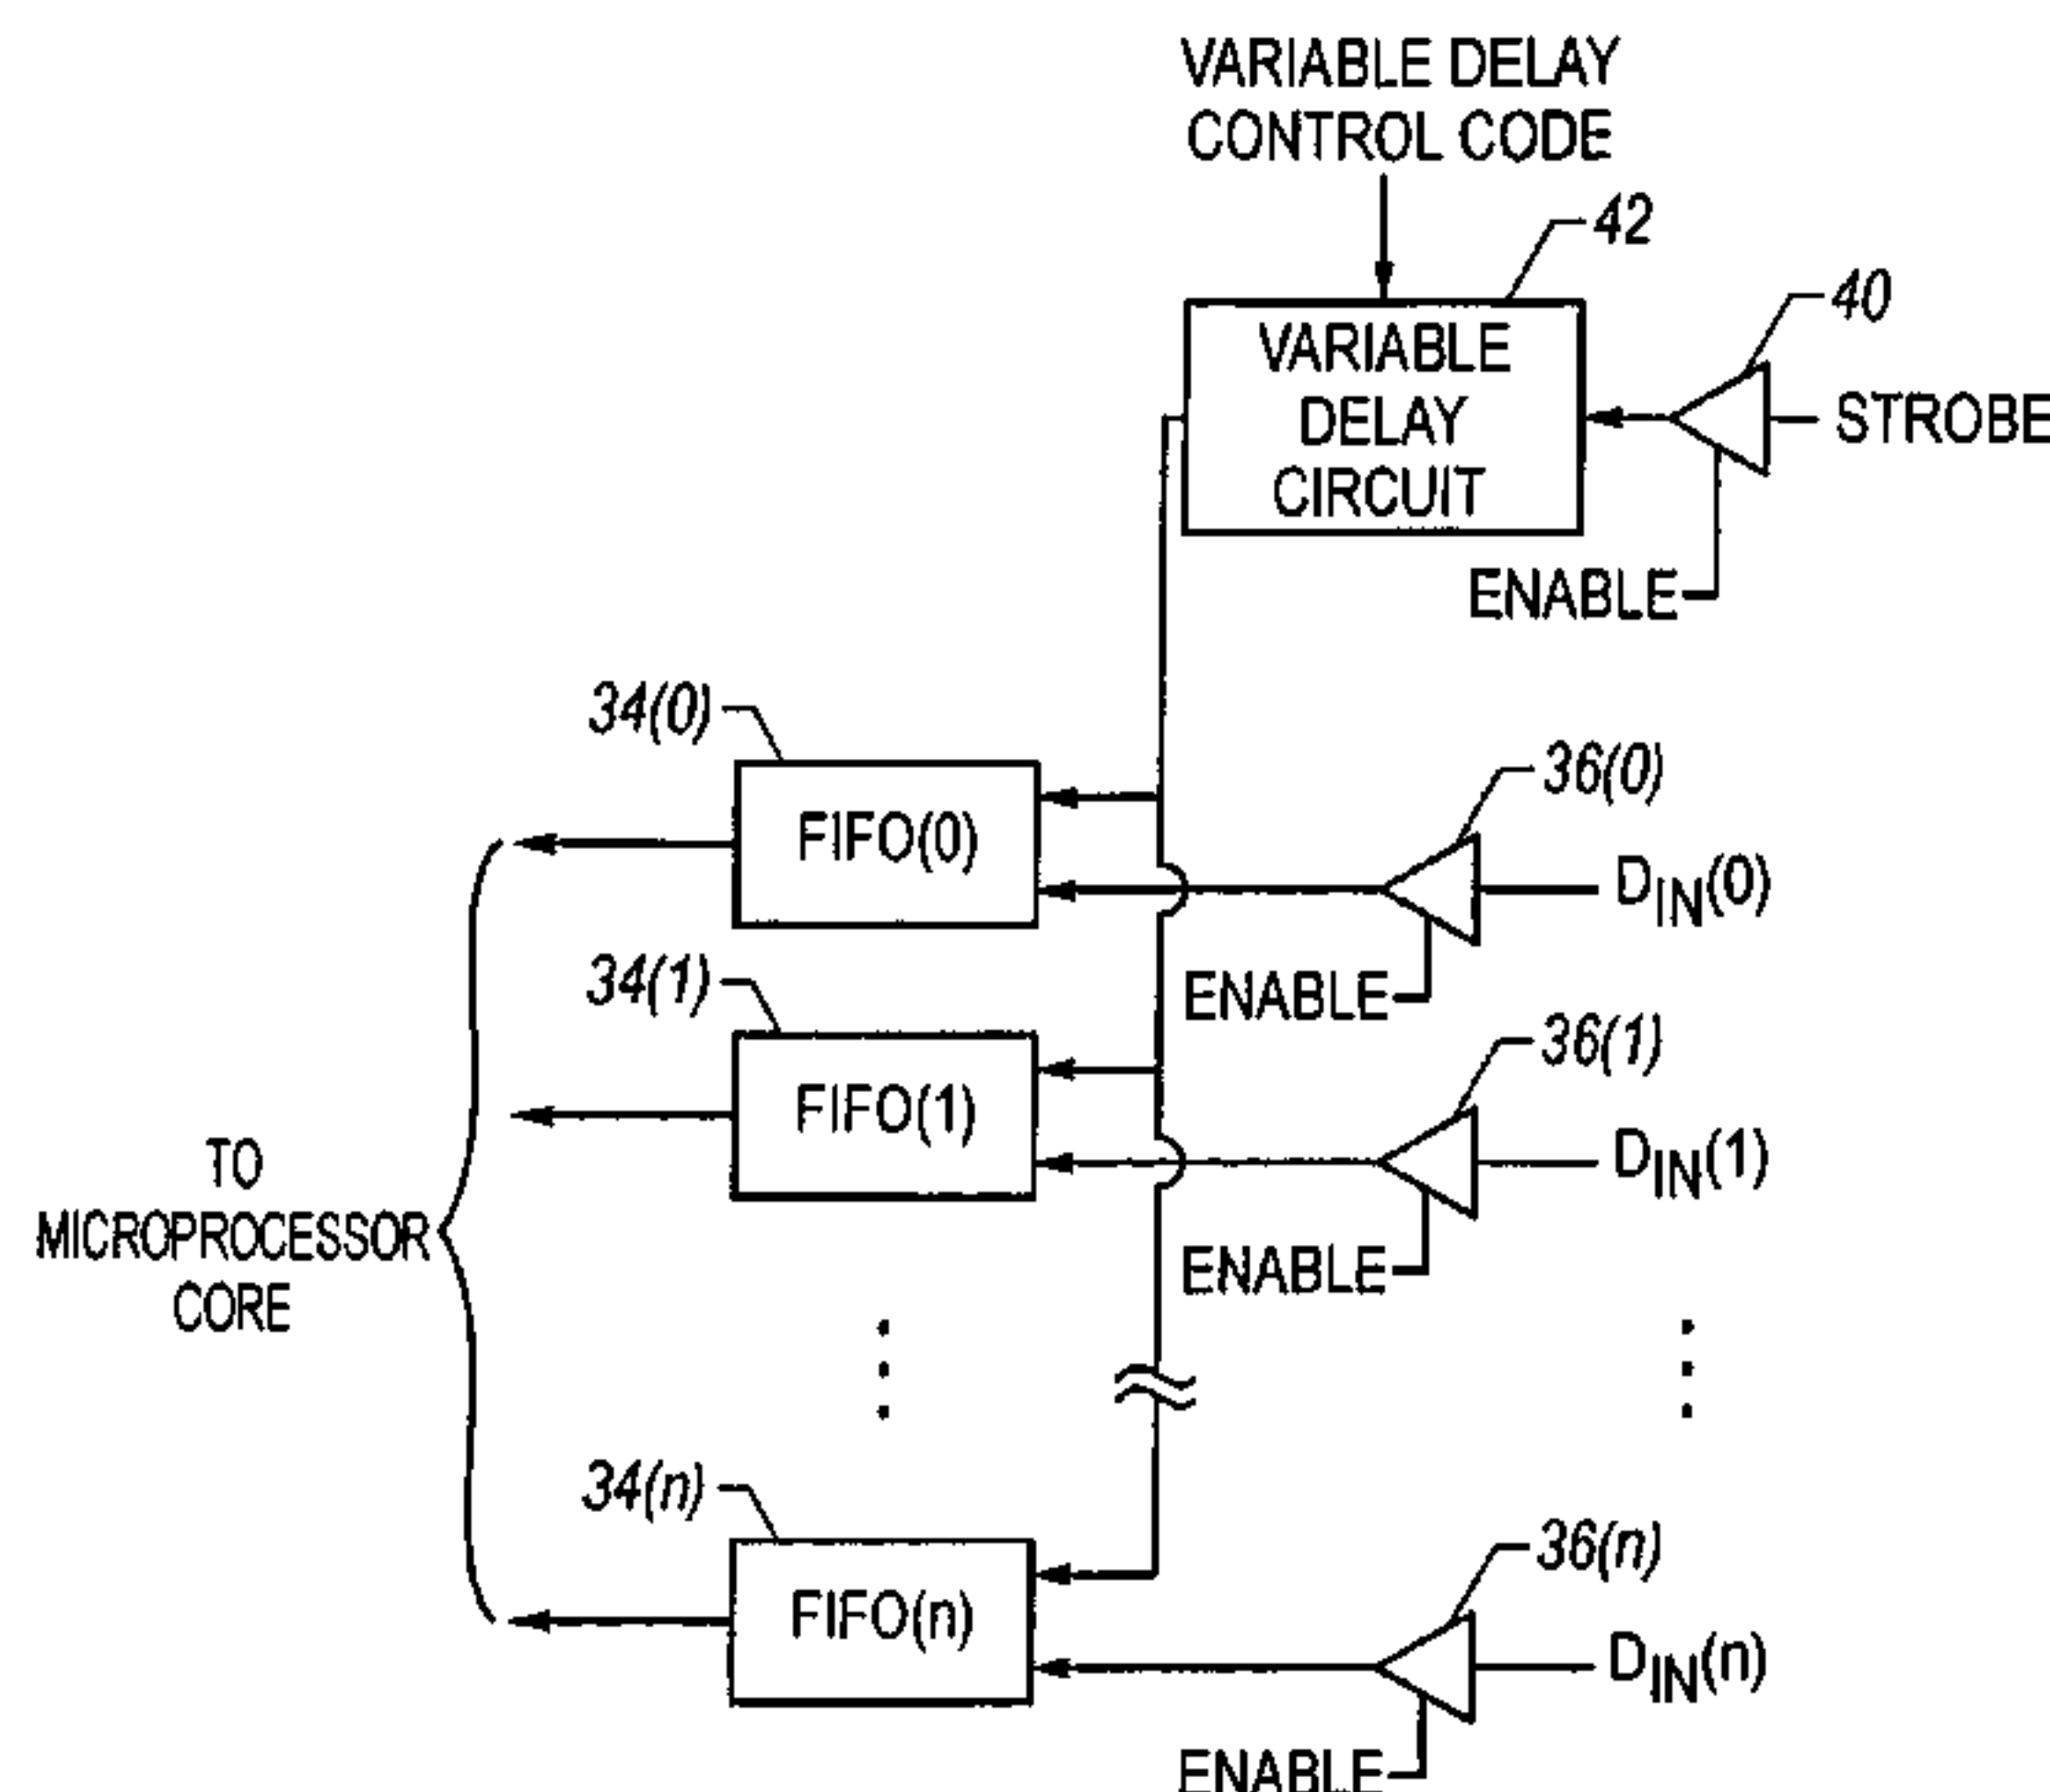 VARIABLE DELAY
CONTROL CODE
42
40
VARIABLE
DELAY
CIRCUIT
STROBE
ENABLE
34(0)
36(0)
FIFO(0)
DIN(0)
ENABLE
34(1)
36(1)
FIFO(1)
DIN(1)
ENABLE
TO
MICROPROCESSOR
CORE
34(n)
36(n)
FIFO(n)
DIN(n)
ENABLE